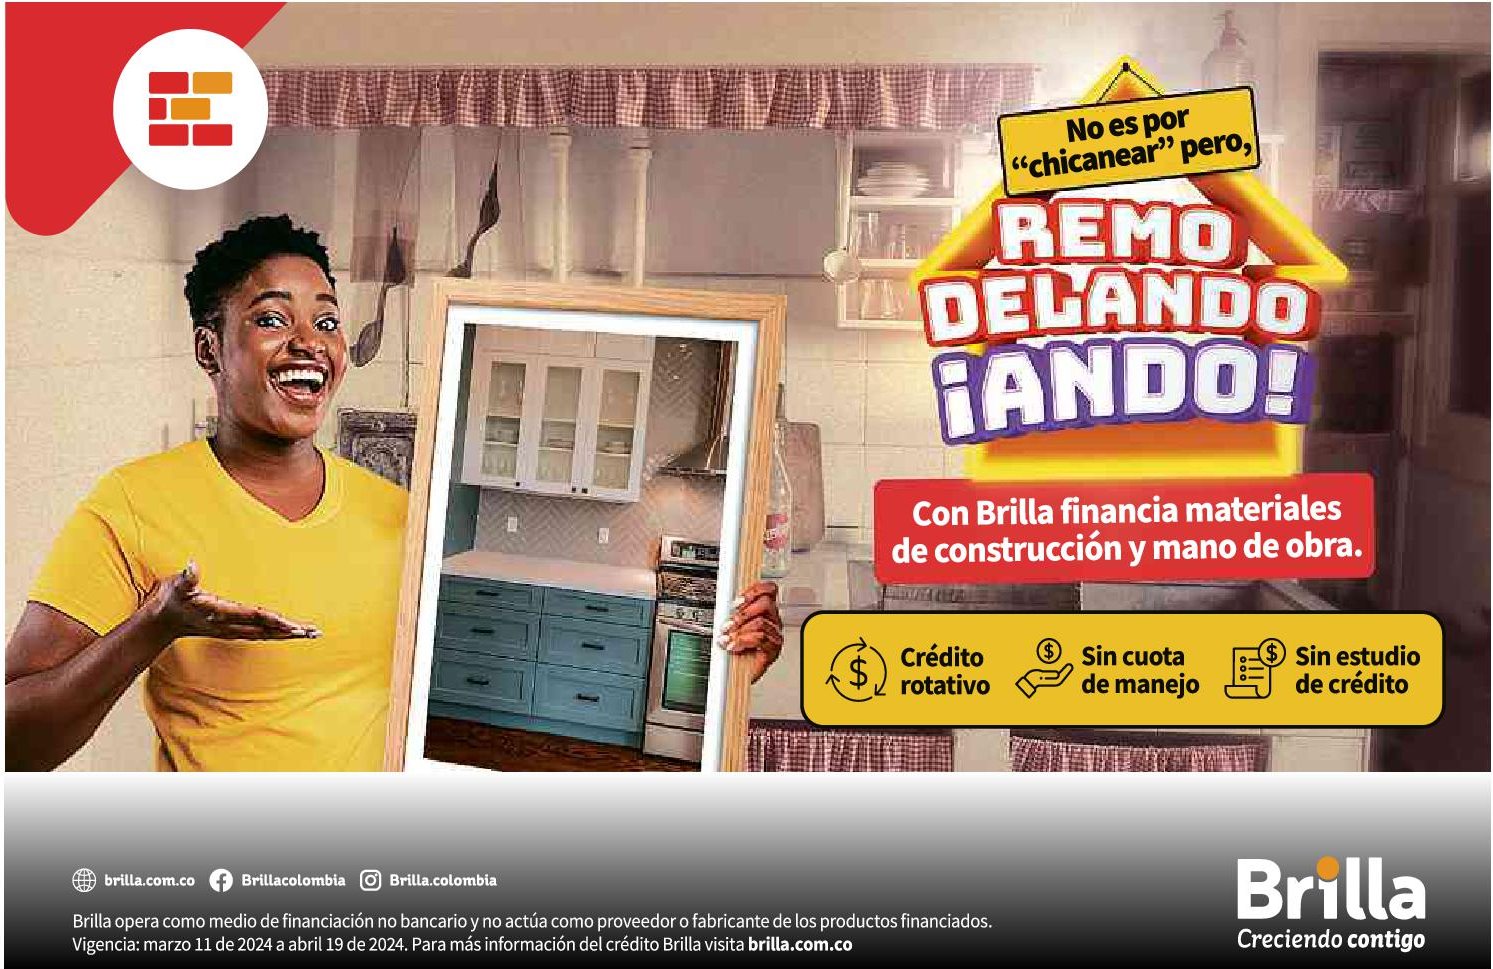 No es por
“chicanear” pero,
REMO
DELANDO
¡ANDO!
Con Brilla financia materiales
de construcción y mano de obra.
Crédito
rotativo
Sin cuota
de manejo
Sin estudio
de crédito
brilla.com.co Brillacolombia Brilla.colombia
Brilla opera como medio de financiación no bancario y no actúa como proveedor o fabricante de los productos financiados.
Vigencia: marzo 11 de 2024 a abril 19 de 2024. Para más información del crédito Brilla visita brilla.com.co
Brilla
Creciendo contigo